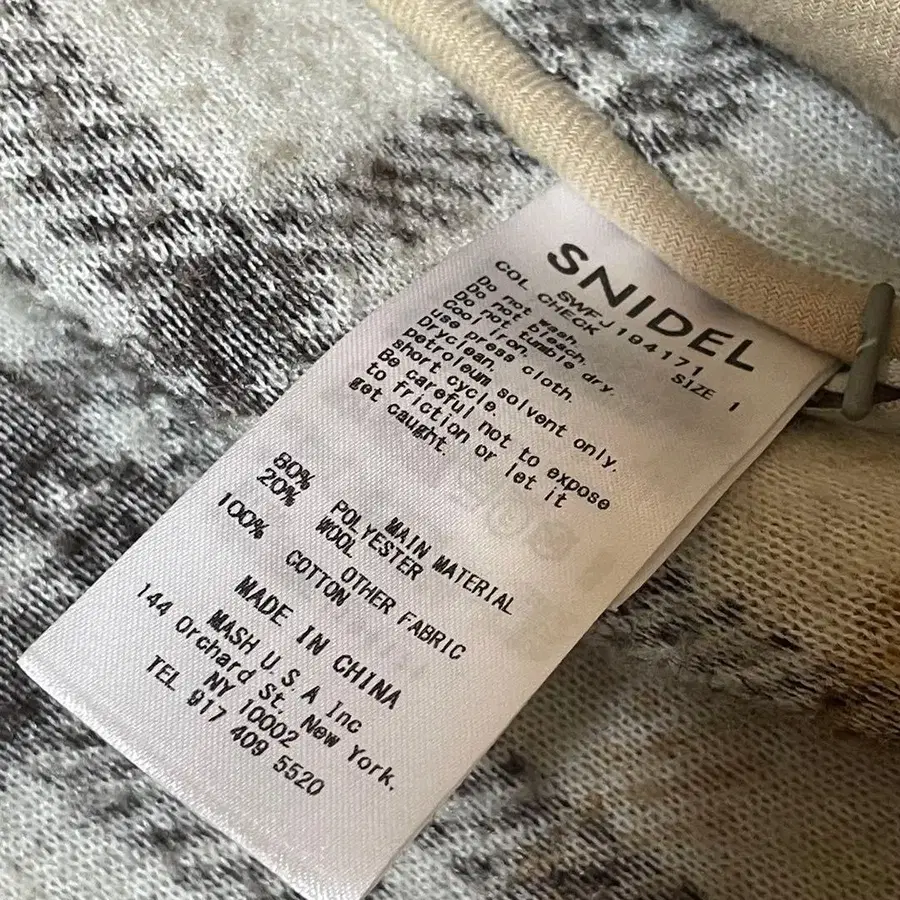 SNIDEL
SWFJ194171
COL CHECK SIZE 1
Do not wash.
Do not bleach.
Do not tumble dry.
Cool iron.
Use press cloth.
Dryclean.
petroleum solvent only.
short cycle.
Be careful not to expose
to friction or let it
get caught.
MAIN MATERIAL
80% POLYESTER
20% WOOL
OTHER FABRIC
100% COTTON
MADE IN CHINA
MASH U S A Inc
144 Orchard St. New York.
NY 10002
TEL 917 409 5520